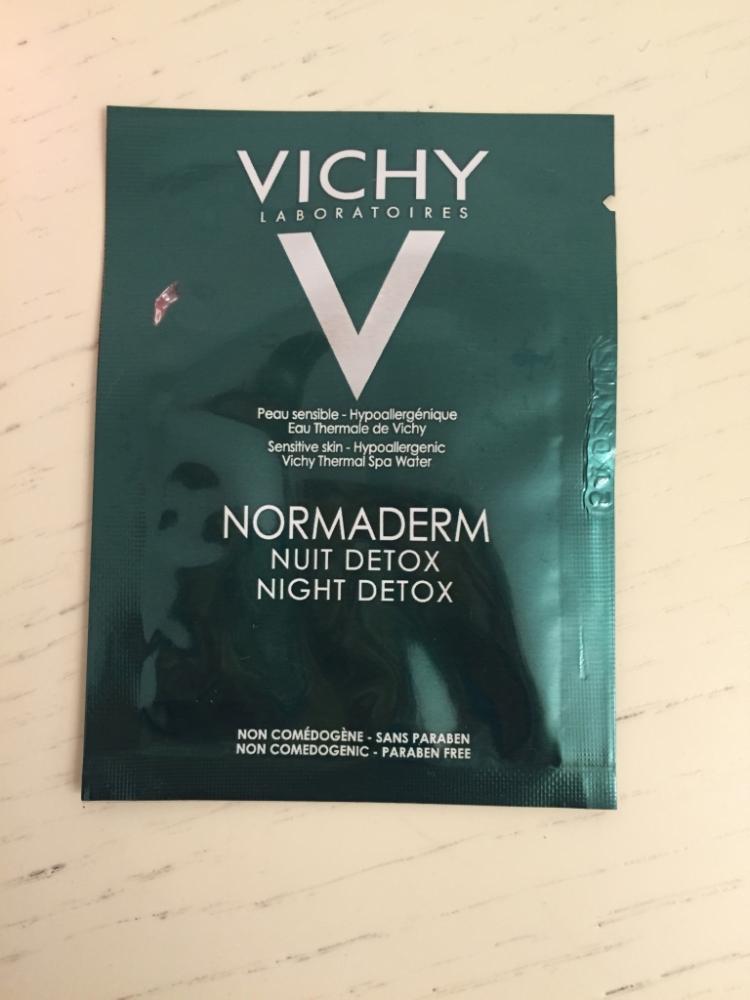 VICHY
LABORATOIRES
V
Peau sensible - Hypoallergénique
Eau Thermale de Vichy
Sensitive skin - Hypoallergenic
Vichy Thermal Spa Water
NORMADERM
NUIT DETOX
NIGHT DETOX
NON COMÉDOGÈNE - SANS PARABEN
NON COMEDOGENIC - PARABEN FREE